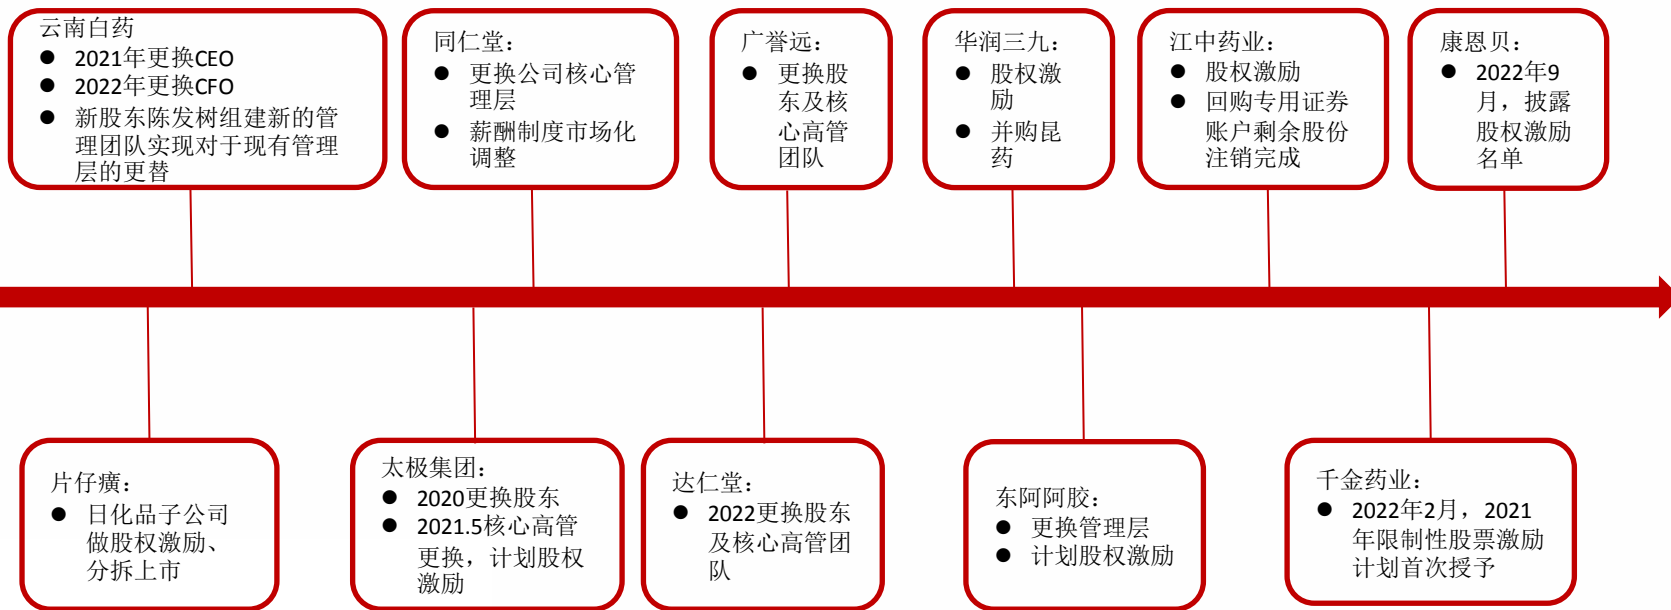 云南白药
● 2021年更换CEO
● 2022年更换CFO
● 新股东陈发树组建新的管
理团队实现对于现有管理
层的更替
同仁堂：
● 更换公司核心管
理层
● 薪酬制度市场化
调整
广誉远：
● 更换股
东及核
心高管
团队
华润三九：
● 股权激
励
● 并购昆
药
江中药业：
● 股权激励
● 回购专用证券
账户剩余股份
注销完成
康恩贝：
● 2022年9
月，披露
股权激励
名单
片仔癀：
● 日化品子公司
做股权激励、
分拆上市
太极集团：
● 2020更换股东
● 2021.5核心高管
更换，计划股权
激励
达仁堂：
● 2022更换股东
及核心高管团
队
东阿阿胶：
● 更换管理层
● 计划股权激励
千金药业：
● 2022年2月，2021
年限制性股票激励
计划首次授予